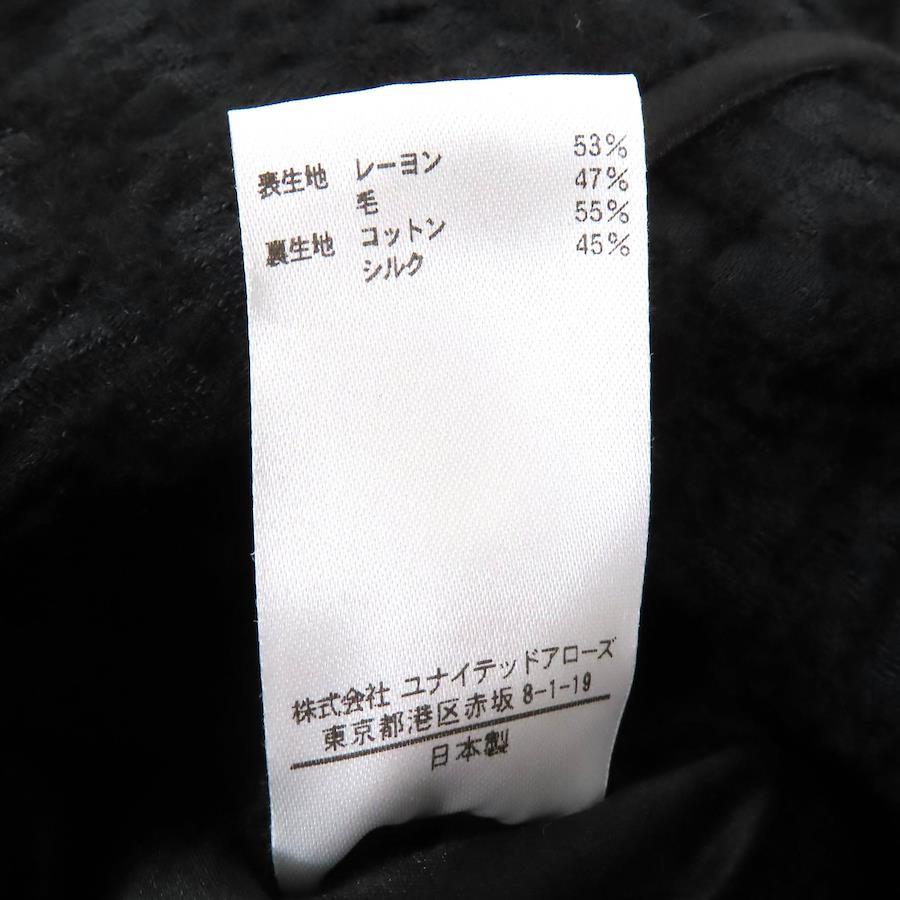 表生地 レーヨン 53%
毛 47%
裏生地 コットン 55%
シルク 45%
株式会社 ユナイテッドアローズ
東京都港区赤坂 8-1-19
日本製